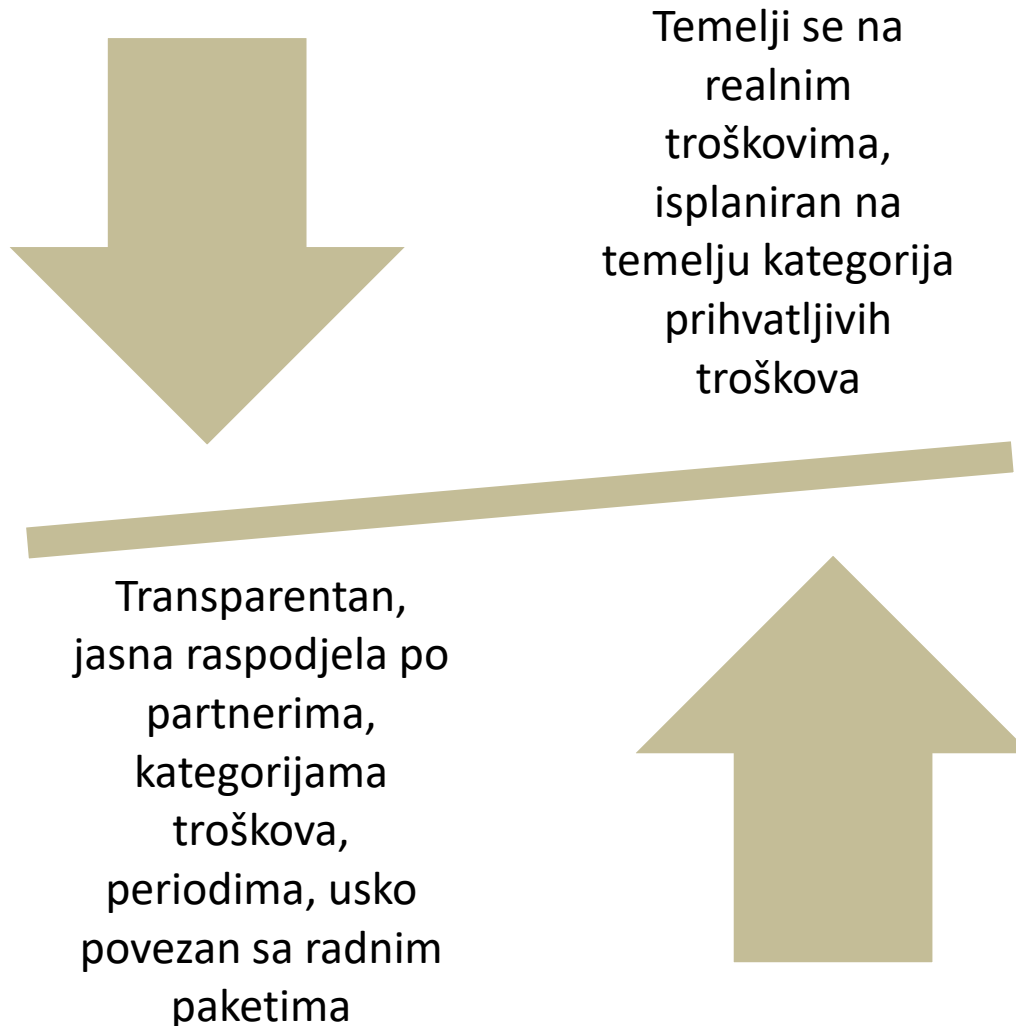 Temelji se na
realnim
troškovima,
isplaniran na
temelju kategorija
prihvatljivih
troškova
Transparentan,
jasna raspodjela po
partnerima,
kategorijama
troškova,
periodima, usko
povezan sa radnim
paketima